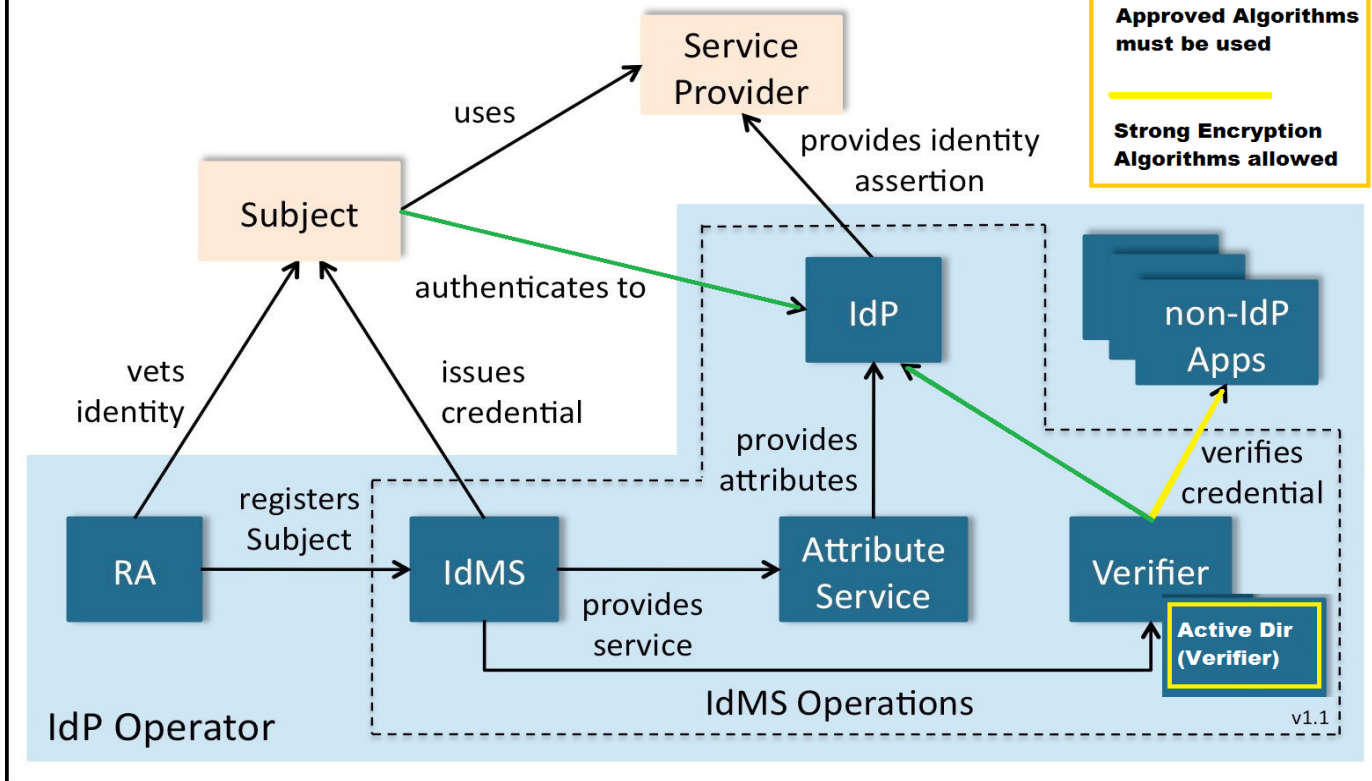 Approved Algorithms
must be used
Strong Encryption
Algorithms allowed
Service
Provider
uses
provides identity
assertion
Subject
authenticates to
IdP
non-IdP
Apps
vets
identity
issues
credential
provides
attributes
verifies
credential
registers
Subject
RA
IdMS
Attribute
Service
Verifier
provides
service
Active Dir
(Verifier)
IdMS Operations
v1.1
IdP Operator